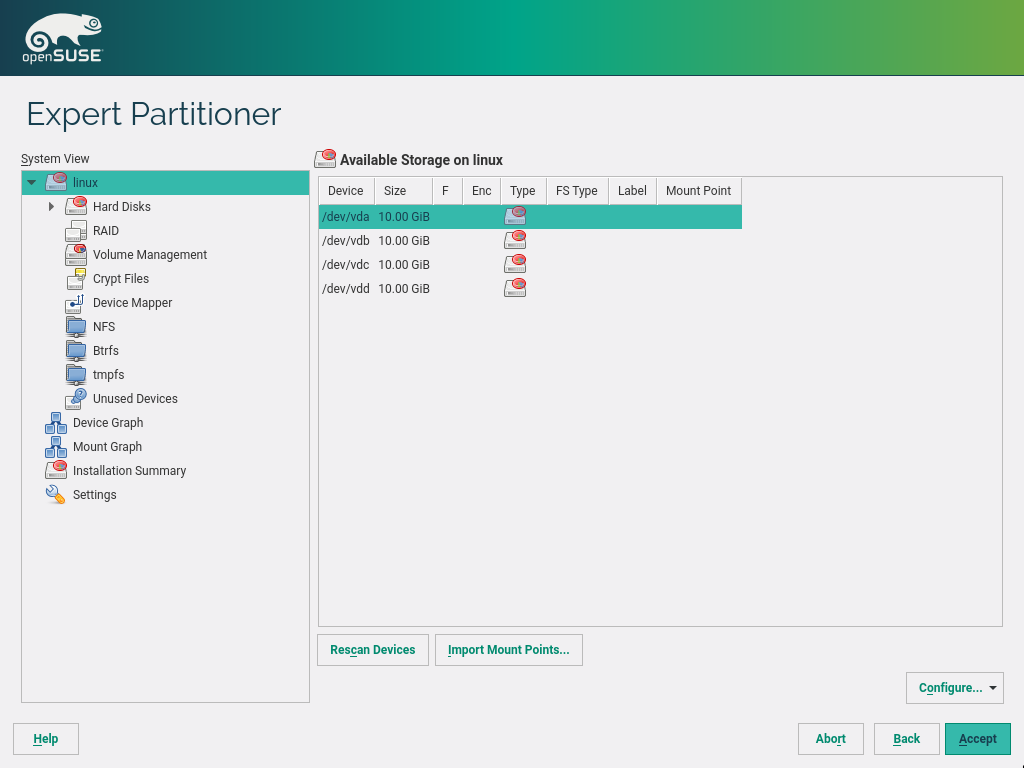 openSUSE
Expert Partitioner
System View
linux
Hard Disks
RAID
Volume Management
Crypt Files
Device Mapper
NFS
Btrfs
tmpfs
Unused Devices
Device Graph
Mount Graph
Installation Summary
Settings
Available Storage on linux
Device Size F Enc Type FS Type Label Mount Point
/dev/vda 10.00 GiB
/dev/vdb 10.00 GiB
/dev/vdc 10.00 GiB
/dev/vdd 10.00 GiB
Rescan Devices Import Mount Points...
Configure...
Help Abort Back Accept